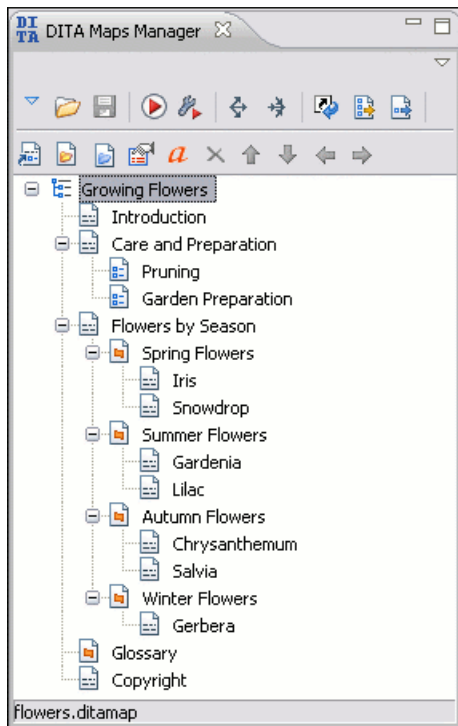 DITA DITA Maps Manager
a
Growing Flowers
Introduction
Care and Preparation
Pruning
Garden Preparation
Flowers by Season
Spring Flowers
Iris
Snowdrop
Summer Flowers
Gardenia
Lilac
Autumn Flowers
Chrysanthemum
Salvia
Winter Flowers
Gerbera
Glossary
Copyright
flowers.ditamap